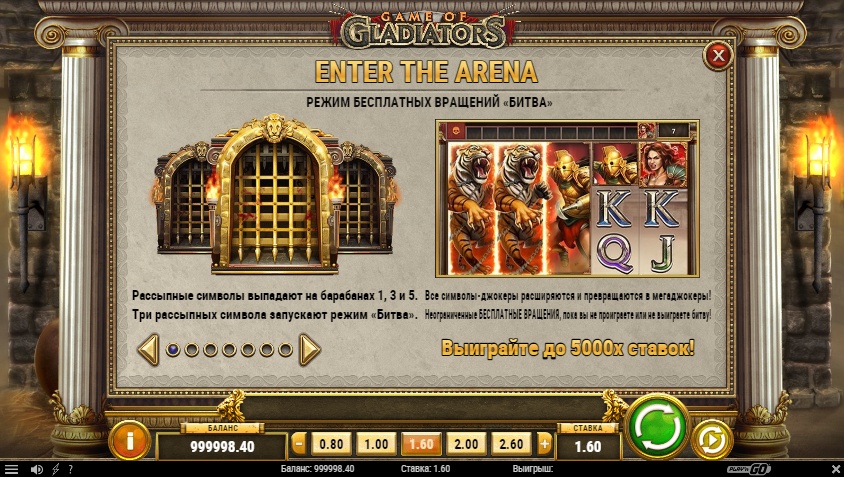 GAME OF
GLADIATORS
X
ENTER THE ARENA
РЕЖИМ БЕСПЛАТНЫХ ВРАЩЕНИЙ «БИТВА»
7
K K
Q J
Рассыпные символы выпадают на барабанах 1, 3 и 5.
Три рассыпных символа запускают режим «Битва».
Все символы-джокеры расширяются и превращаются в мегаджокеры!
Неограниченные БЕСПЛАТНЫЕ ВРАЩЕНИЯ, пока вы не проиграете или не выиграете битву!
Выиграйте до 5000x ставок!
БАЛАНС
999998.40
- 0.80 1.00 1.60 2.00 2.60 +
СТАВКА
1.60
i
? Баланс: 999998.40 Ставка: 1.60 Выигрыш: PLAY'N GO